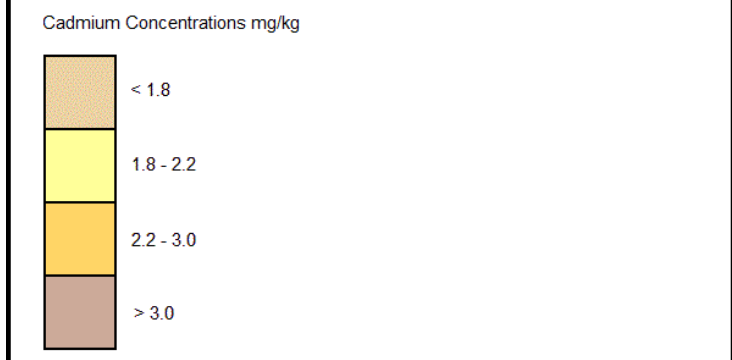 Cadmium Concentrations mg/kg
< 1.8
1.8 - 2.2
2.2 - 3.0
> 3.0